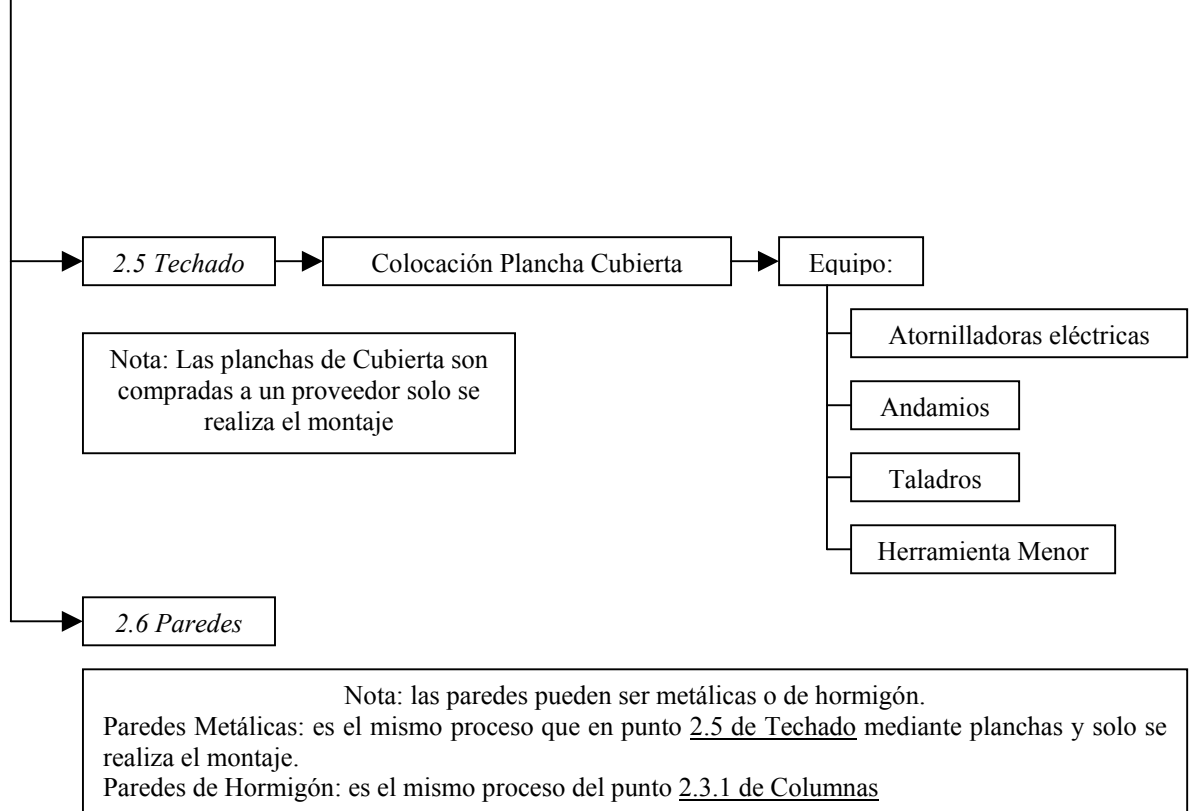 2.5 Techado
Colocación Plancha Cubierta
Equipo:
Atornilladoras eléctricas
Andamios
Taladros
Herramienta Menor
Nota: Las planchas de Cubierta son
compradas a un proveedor solo se
realiza el montaje
2.6 Paredes
Nota: las paredes pueden ser metálicas o de hormigón.
Paredes Metálicas: es el mismo proceso que en punto 2.5 de Techado mediante planchas y solo se
realiza el montaje.
Paredes de Hormigón: es el mismo proceso del punto 2.3.1 de Columnas